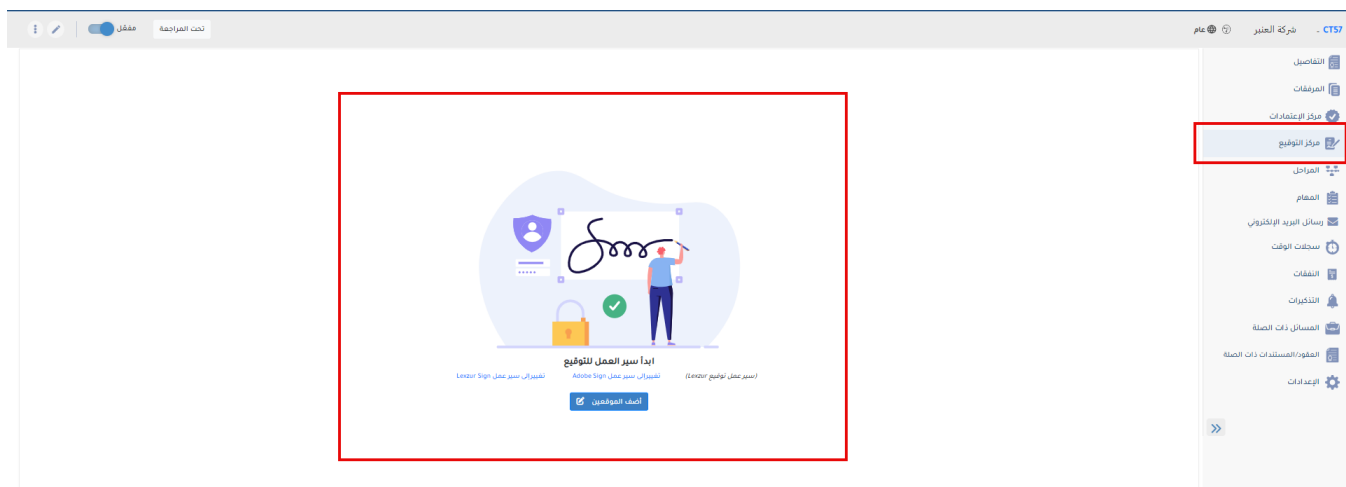 CT57 - شركة العنبر عام
تحت المراجعة مفعّل
التفاصيل
المرفقات
مركز الإعتمادات
مركز التوقيع
المراحل
المهام
رسائل البريد الإلكتروني
سجلات الوقت
النفقات
التذكيرات
المسائل ذات الصلة
العقود/المستندات ذات الصلة
الإعدادات
ابدأ سير العمل للتوقيع
(سير عمل توقيع Lexzur) تغييرإلى سير عمل Adobe Sign تغييرإلى سير عمل Lexzur Sign
أضف الموقعين